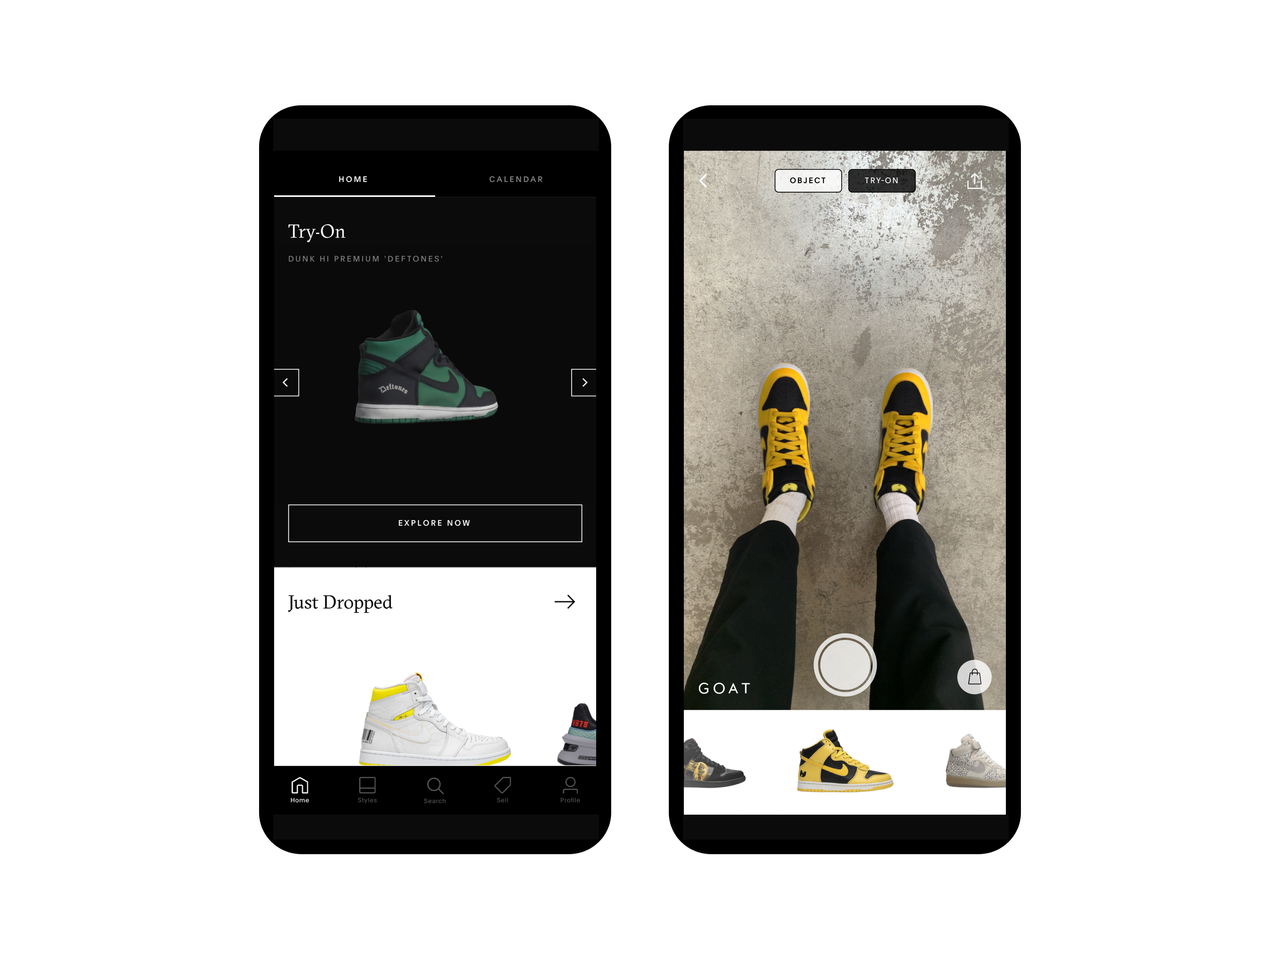 HOME
CALENDAR
Try-On
DUNK HI PREMIUM 'DEFTONES'
Deftones
EXPLORE NOW
Just Dropped
1978
Home
Styles
Search
Sell
Profile
OBJECT
TRY-ON
GOAT